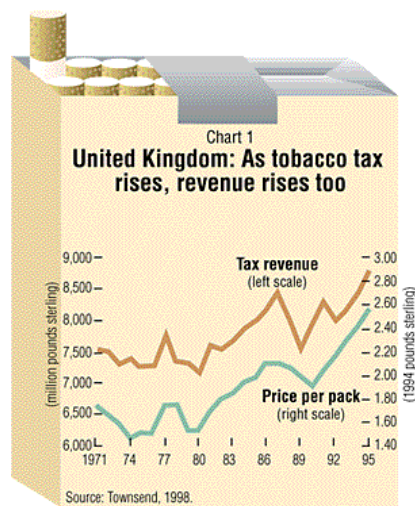 Chart 1
United Kingdom: As tobacco tax
rises, revenue rises too
Tax revenue
(left scale)
Price per pack
(right scale)
(million pounds sterling)
9,000
8,500
8,000
7,500
7,000
6,500
6,000
(1994 pounds sterling)
3.00
2.80
2.60
2.40
2.20
2.00
1.80
1.60
1.40
1971 74 77 80 83 86 89 92 95
Source: Townsend, 1998.